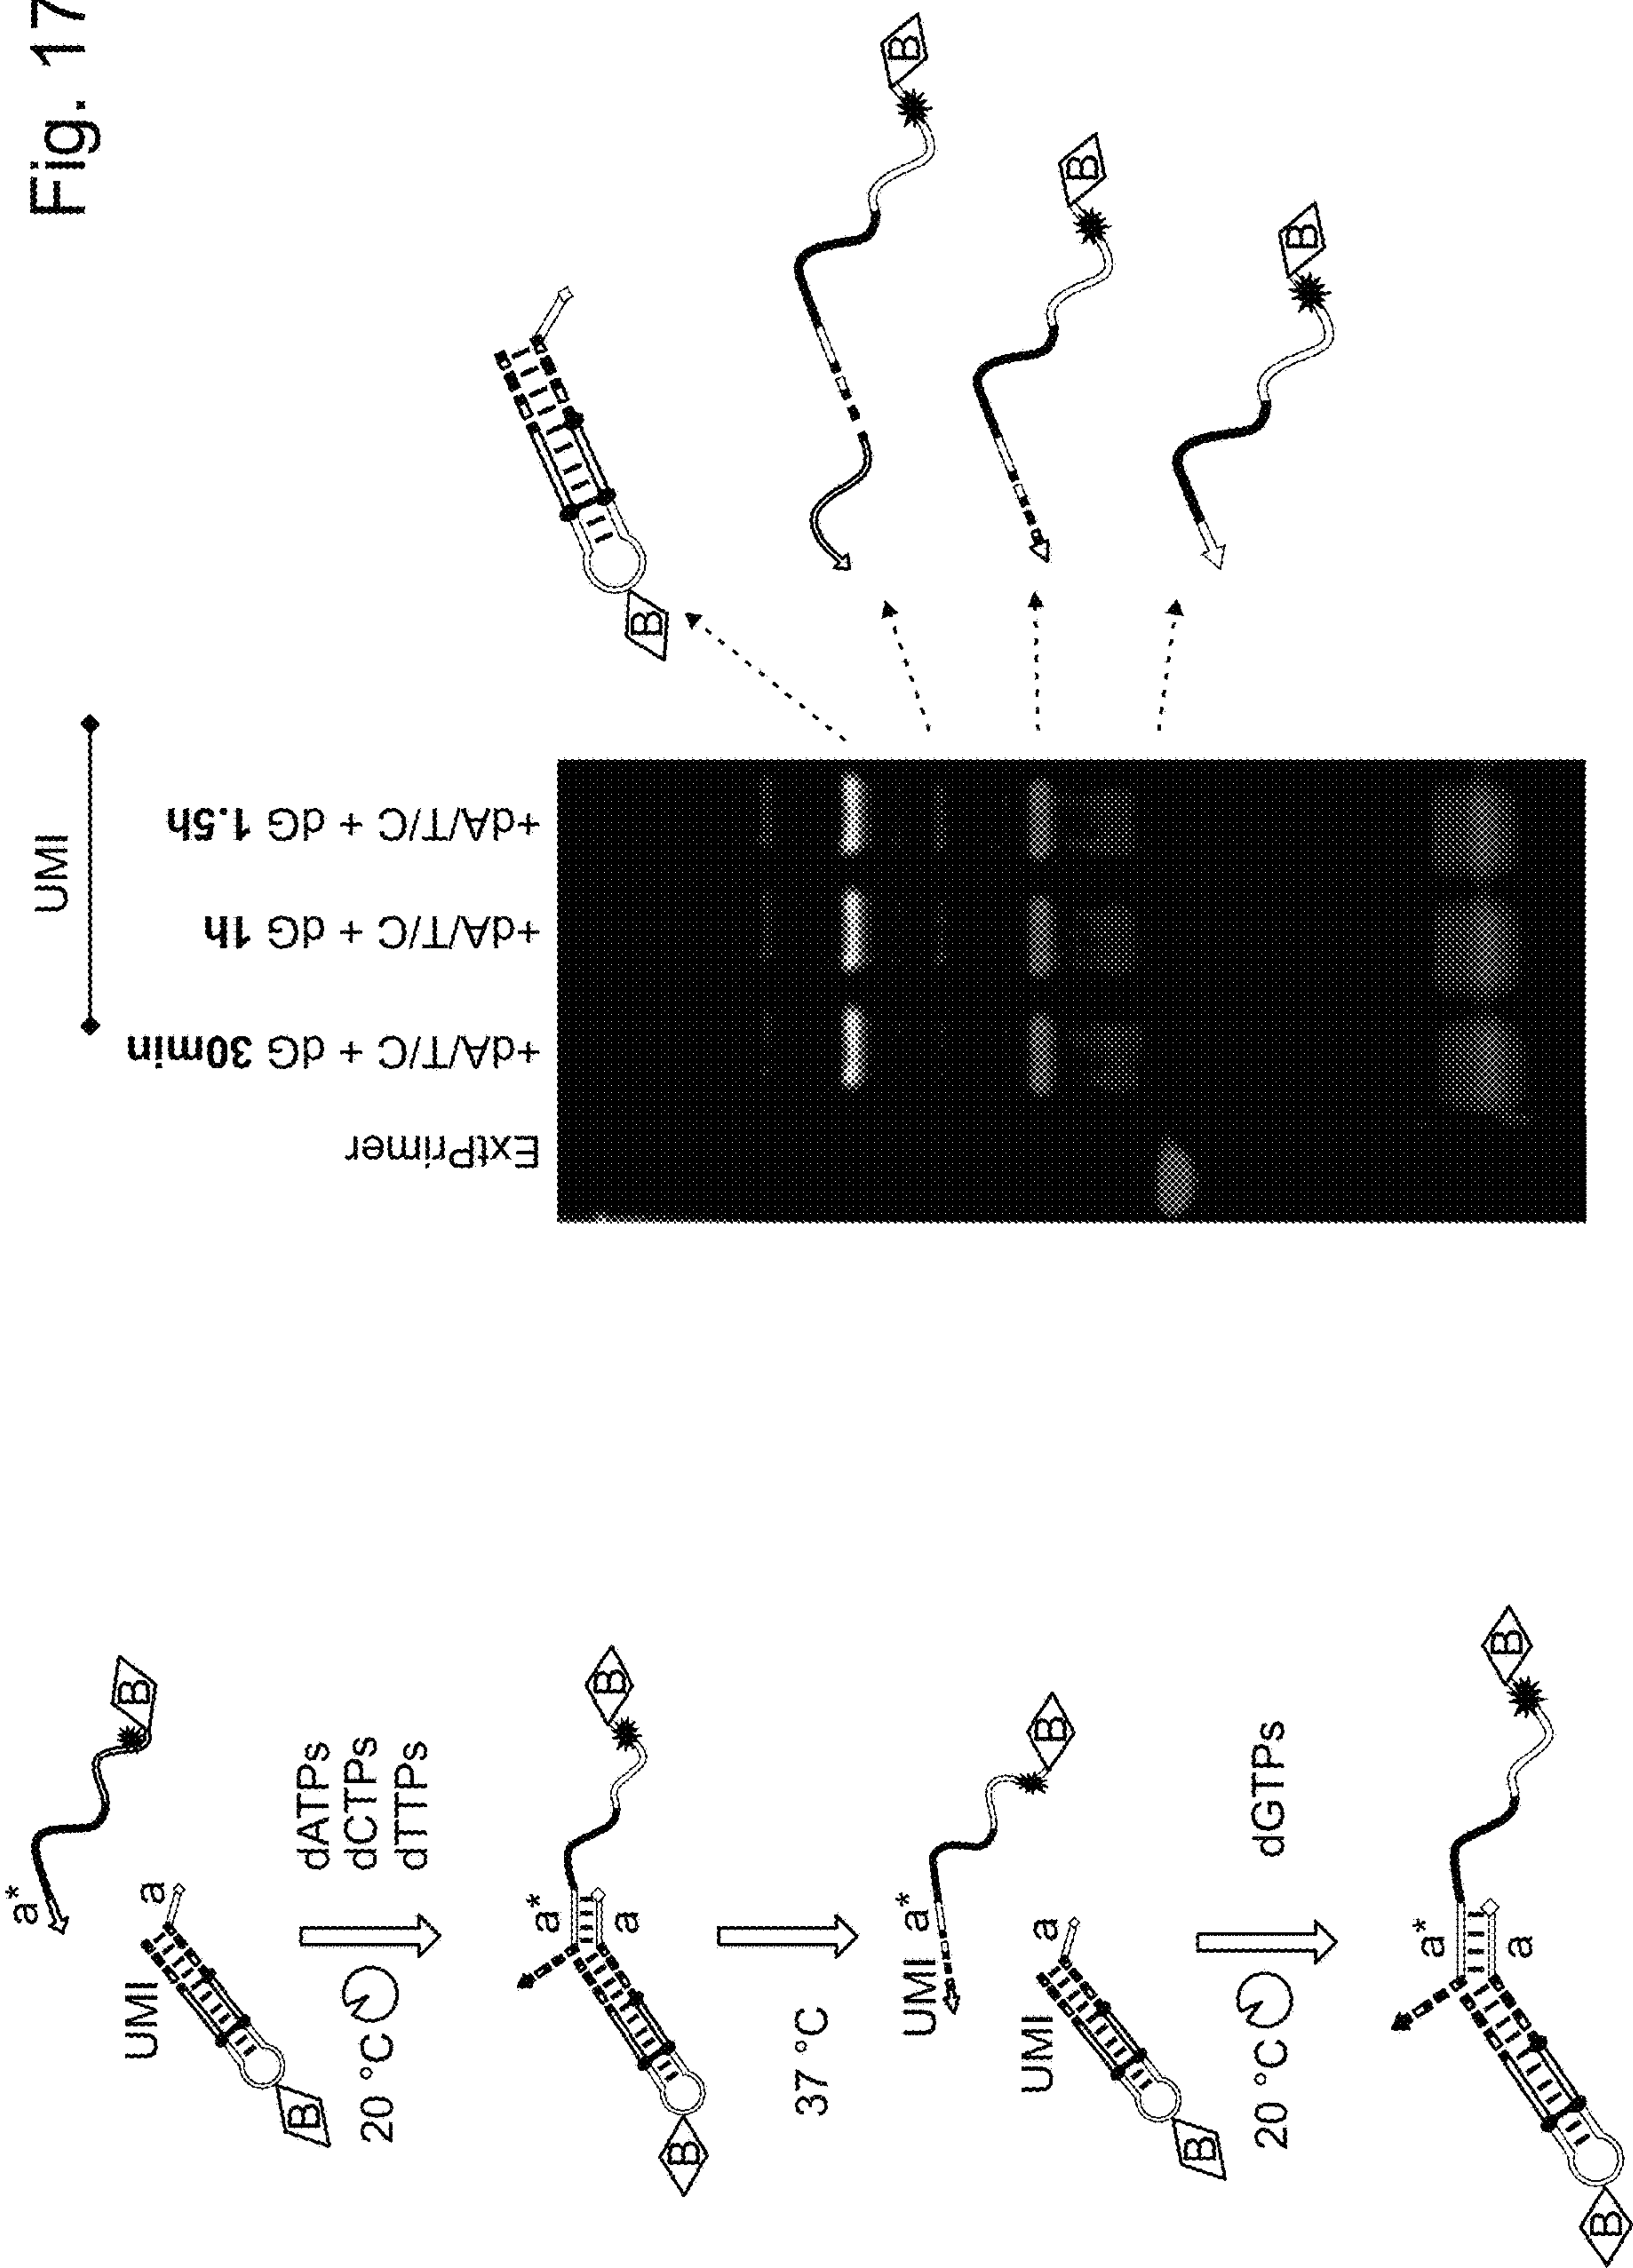 Fig. 17
a*
B
UMI
a
B
20 °C
dATPs
dCTPs
dTTPs
a*
a
B
B
37 °C
UMI
a*
B
UMI
a
B
20 °C
dGTPs
a*
a
B
B
UMI
ExtPrimer
+dA/T/C + dG 30min
+dA/T/C + dG 1h
+dA/T/C + dG 1.5h
B
B
B
B